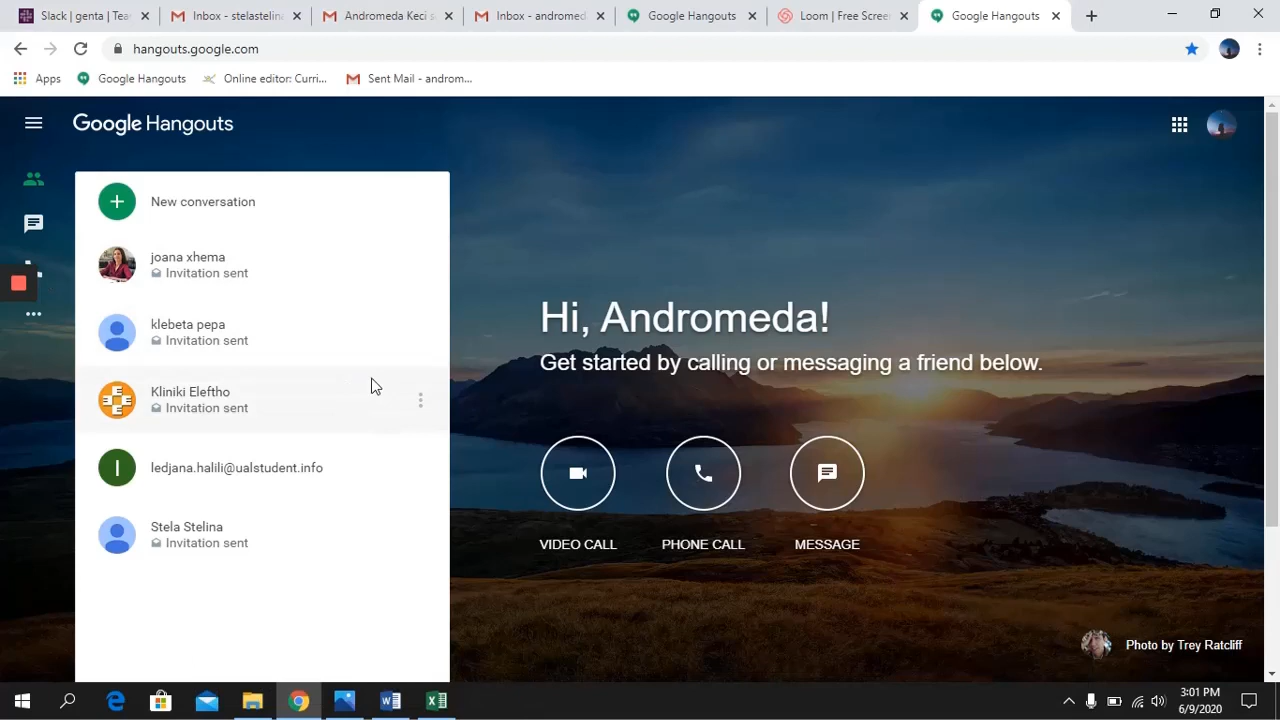 Slack | genta | Tea
Inbox - stelasteline
Andromeda Keci s
Inbox - andromed
Google Hangouts
Loom | Free Scree
Google Hangouts
hangouts.google.com
Apps
Google Hangouts
Online editor: Curri...
Sent Mail - androm...
Google Hangouts
New conversation
joana xhema
Invitation sent
klebeta pepa
Invitation sent
Kliniki Eleftho
Invitation sent
l
ledjana.halili@ualstudent.info
Stela Stelina
Invitation sent
Hi, Andromeda!
Get started by calling or messaging a friend below.
VIDEO CALL
PHONE CALL
MESSAGE
Photo by Trey Ratcliff
3:01 PM
6/9/2020